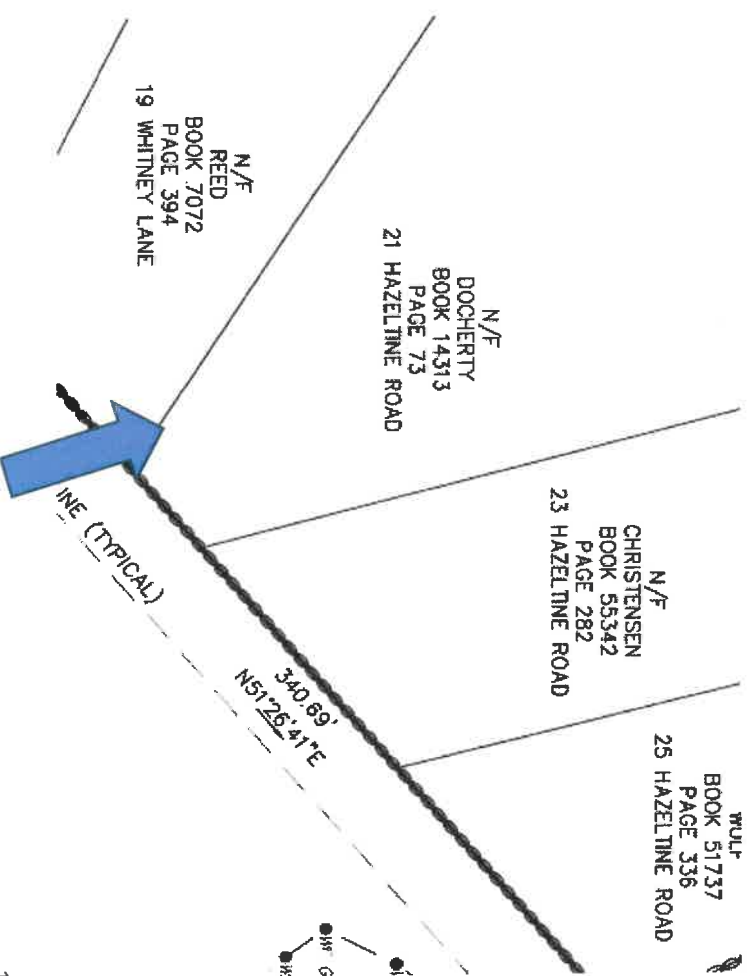 N/F
REED
BOOK 7072
PAGE 394
19 WHITNEY LANE
N/F
DOCHERTY
BOOK 14313
PAGE 73
21 HAZELTINE ROAD
N/F
CHRISTENSEN
BOOK 55342
PAGE 282
23 HAZELTINE ROAD
WULF
BOOK 51737
PAGE 336
25 HAZELTINE ROAD
INE (TYPICAL)
340.69'
N51°26'41"E